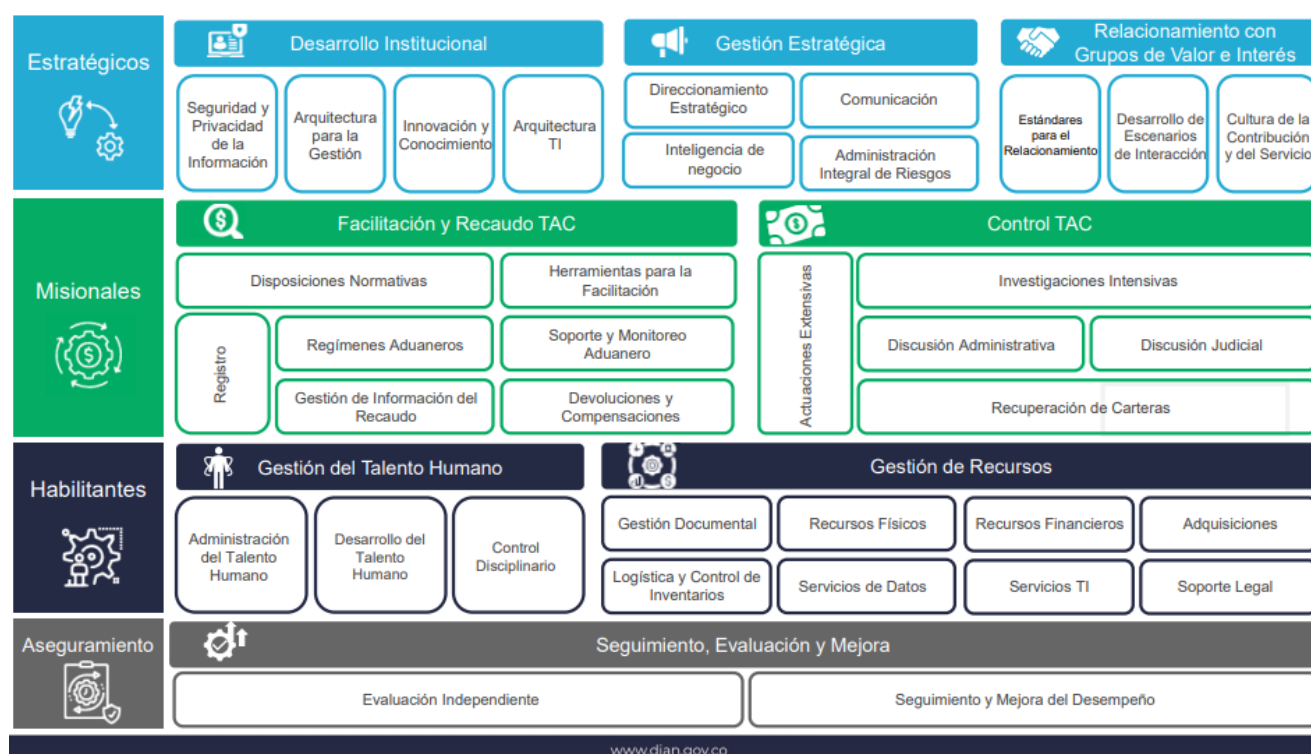 Estratégicos
Desarrollo Institucional
Seguridad y
Privacidad
de la
Información
Arquitectura
para la
Gestión
Innovación y
Conocimiento
Arquitectura
TI
Gestión Estratégica
Direccionamiento
Estratégico
Comunicación
Inteligencia de
negocio
Administración
Integral de Riesgos
Relacionamiento con
Grupos de Valor e Interés
Estándares
para el
Relacionamiento
Desarrollo de
Escenarios
de Interacción
Cultura de la
Contribución
y del Servicio
Misionales
Facilitación y Recaudo TAC
Disposiciones Normativas
Herramientas para la
Facilitación
Registro
Regímenes Aduaneros
Soporte y Monitoreo
Aduanero
Gestión de Información del
Recaudo
Devoluciones y
Compensaciones
Control TAC
Actuaciones Extensivas
Investigaciones Intensivas
Discusión Administrativa
Discusión Judicial
Recuperación de Carteras
Habilitantes
Gestión del Talento Humano
Administración
del Talento
Humano
Desarrollo del
Talento
Humano
Control
Disciplinario
Gestión de Recursos
Gestión Documental
Recursos Físicos
Recursos Financieros
Adquisiciones
Logística y Control de
Inventarios
Servicios de Datos
Servicios TI
Soporte Legal
Aseguramiento
Seguimiento, Evaluación y Mejora
Evaluación Independiente
Seguimiento y Mejora del Desempeño
www.dian.gov.co